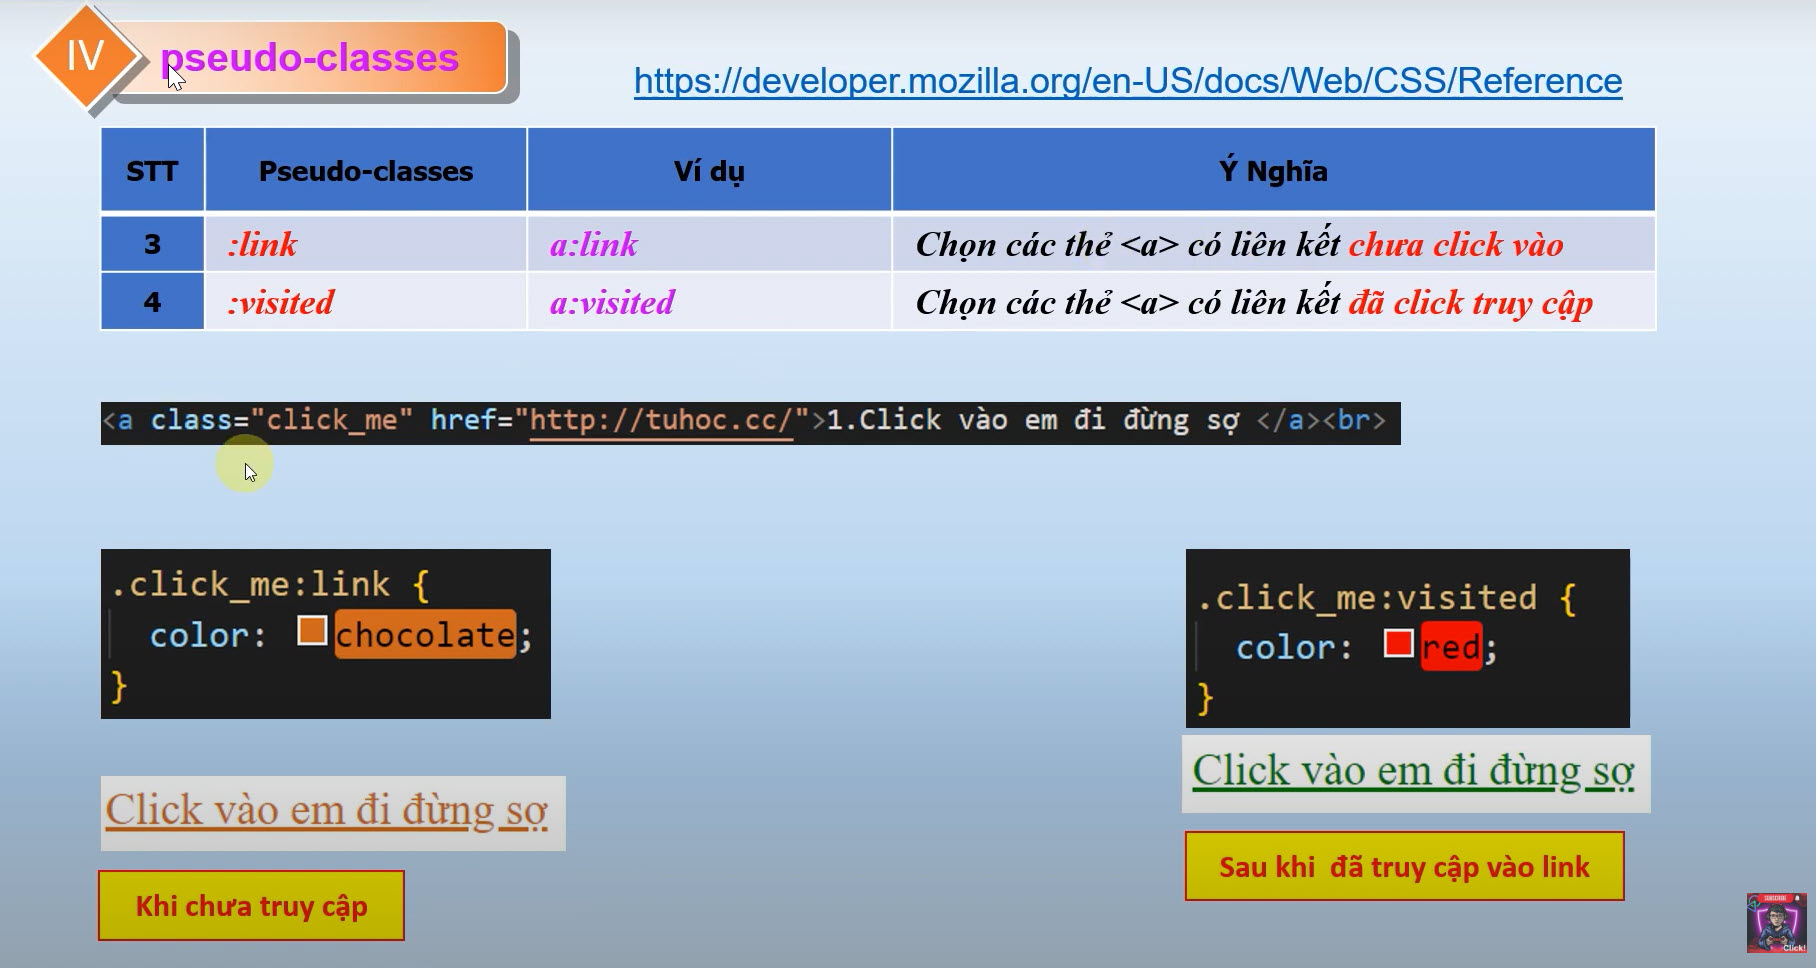 IV
pseudo-classes
https://developer.mozilla.org/en-US/docs/Web/CSS/Reference
STT Pseudo-classes Ví dụ Ý Nghĩa
3 :link a:link Chọn các thẻ <a> có liên kết chưa click vào
4 :visited a:visited Chọn các thẻ <a> có liên kết đã click truy cập
<a class="click_me" href="http://tuhoc.cc/">1.Click vào em đi đừng sợ </a><br>
.click_me:link {
color: chocolate;
}
Click vào em đi đừng sợ
Khi chưa truy cập
.click_me:visited {
color: red;
}
Click vào em đi đừng sợ
Sau khi đã truy cập vào link
SUBSCRIBE
Click!